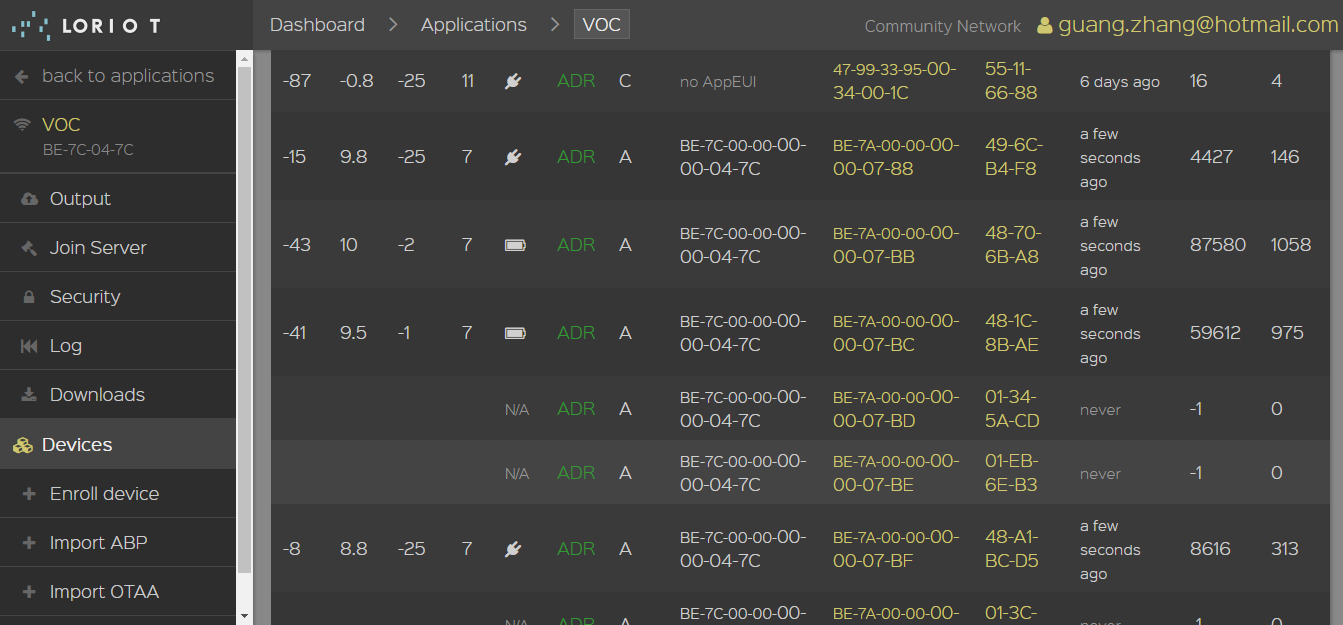 LORIOT
Dashboard
Applications
VOC
Community Network
guang.zhang@hotmail.com
back to applications
VOC
BE-7C-04-7C
Output
Join Server
Security
Log
Downloads
Devices
Enroll device
Import ABP
Import OTAA
-87 -0.8 -25 11 ADR C no AppEUI 47-99-33-95-00- 55-11- 6 days ago 16 4
34-00-1C 66-88
-15 9.8 -25 7 ADR A BE-7C-00-00-00- BE-7A-00-00-00- 49-6C- a few 4427 146
00-04-7C 00-07-88 B4-F8 seconds
ago
-43 10 -2 7 ADR A BE-7C-00-00-00- BE-7A-00-00-00- 48-70- a few 87580 1058
00-04-7C 00-07-BB 6B-A8 seconds
ago
-41 9.5 -1 7 ADR A BE-7C-00-00-00- BE-7A-00-00-00- 48-1C- a few 59612 975
00-04-7C 00-07-BC 8B-AE seconds
ago
N/A ADR A BE-7C-00-00-00- BE-7A-00-00-00- 01-34- never -1 0
00-04-7C 00-07-BD 5A-CD
N/A ADR A BE-7C-00-00-00- BE-7A-00-00-00- 01-EB- never -1 0
00-04-7C 00-07-BE 6E-B3
-8 8.8 -25 7 ADR A BE-7C-00-00-00- BE-7A-00-00-00- 48-A1- a few 8616 313
00-04-7C 00-07-BF BC-D5 seconds
ago
N/A ADR A BE-7C-00-00-00- BE-7A-00-00-00- 01-3C- never -1 0